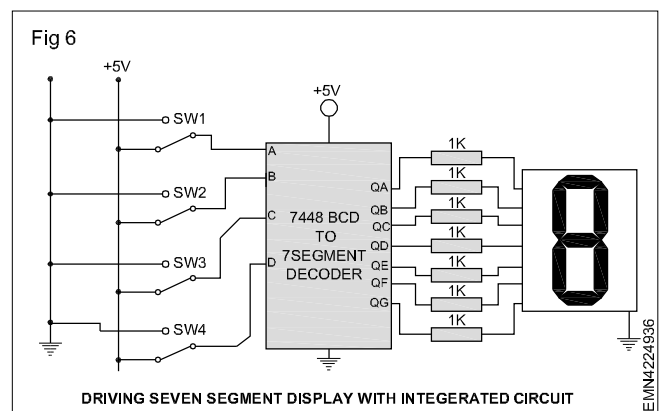 Fig 6
+5V
+5V
SW1
SW2
SW3
SW4
A
B
C
D
7448 BCD
TO
7SEGMENT
DECODER
QA
QB
QC
QD
QE
QF
QG
1K
1K
1K
1K
1K
1K
1K
8
DRIVING SEVEN SEGMENT DISPLAY WITH INTEGERATED CIRCUIT
EMN4224936